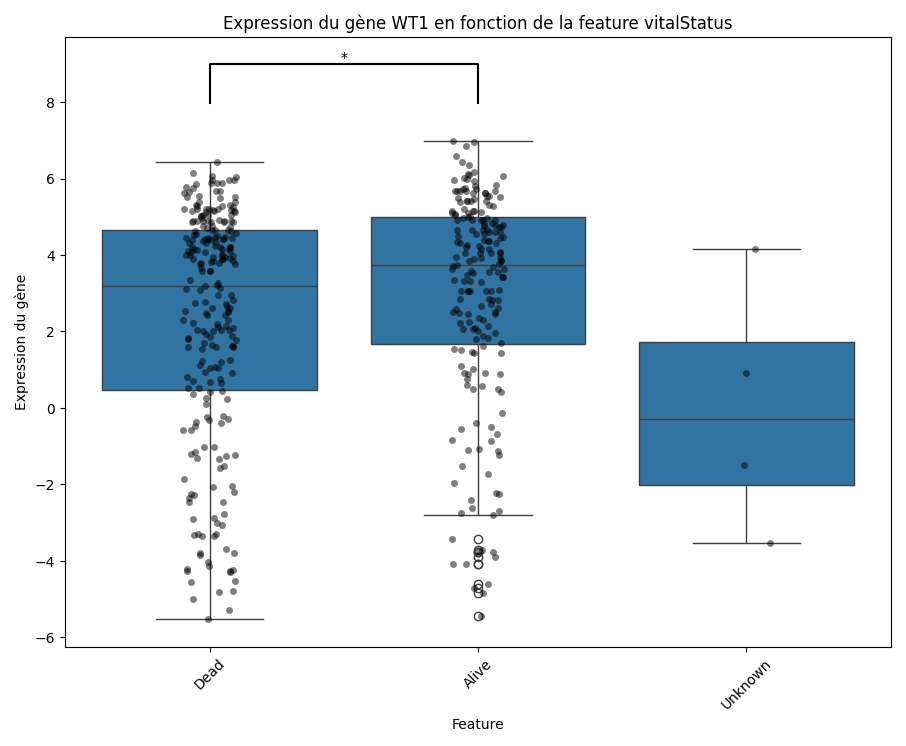 Expression du gène WT1 en fonction de la feature vitalStatus
*
8
6
4
2
0
−2
−4
−6
Expression du gène
Dead
Alive
Unknown
Feature